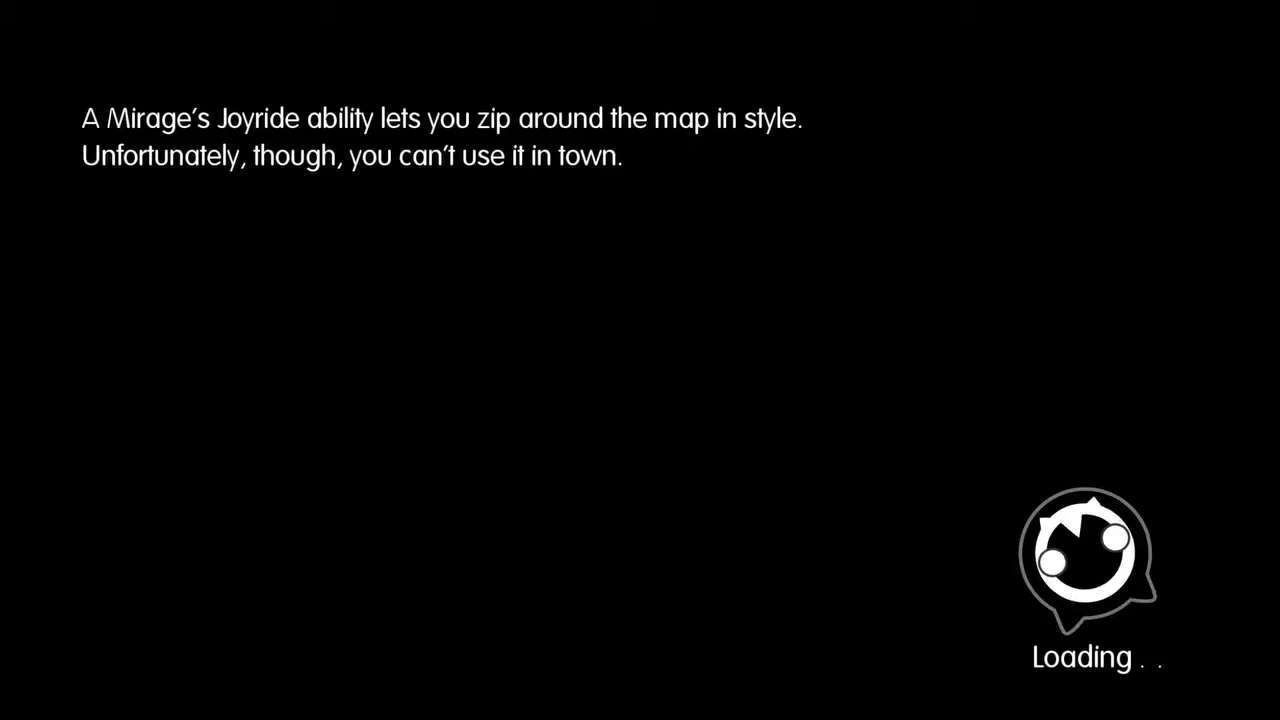 A Mirage's Joyride ability lets you zip around the map in style.
Unfortunately, though, you can't use it in town.
Loading . .